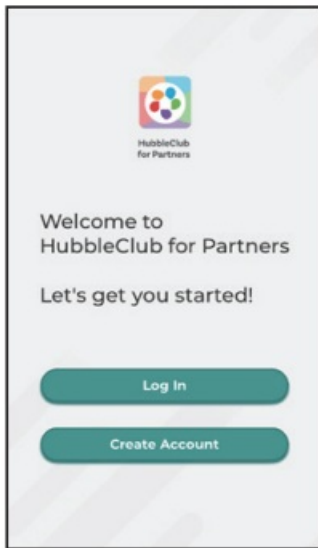 HubbleClub
for Partners
Welcome to
HubbleClub for Partners
Let's get you started!
Log In
Create Account